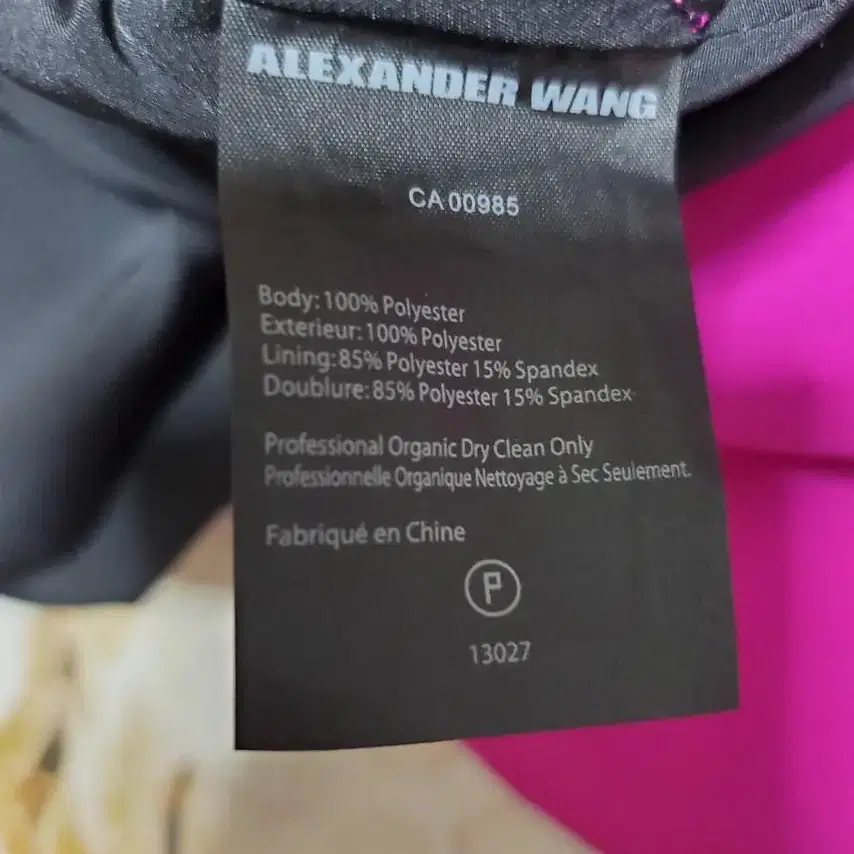 ALEXANDER WANG
CA 00985
Body: 100% Polyester
Exterieur: 100% Polyester
Lining: 85% Polyester 15% Spandex
Doublure: 85% Polyester 15% Spandex
Professional Organic Dry Clean Only
Professionnelle Organique Nettoyage à Sec Seulement.
Fabriqué en Chine
P
13027